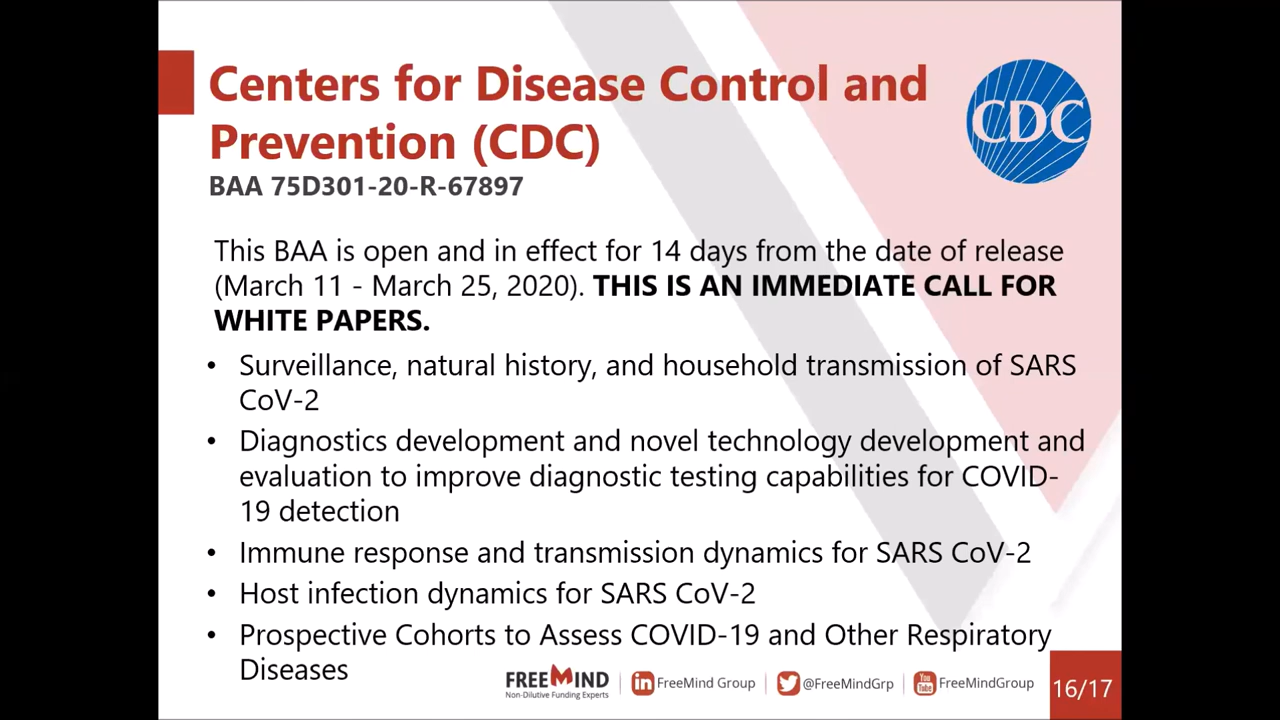 Centers for Disease Control and
Prevention (CDC)
BAA 75D301-20-R-67897
CDC
This BAA is open and in effect for 14 days from the date of release
(March 11 - March 25, 2020). THIS IS AN IMMEDIATE CALL FOR
WHITE PAPERS.
• Surveillance, natural history, and household transmission of SARS
CoV-2
• Diagnostics development and novel technology development and
evaluation to improve diagnostic testing capabilities for COVID-
19 detection
• Immune response and transmission dynamics for SARS CoV-2
• Host infection dynamics for SARS CoV-2
• Prospective Cohorts to Assess COVID-19 and Other Respiratory
Diseases
FREEMIND
Non-Dilutive Funding Experts
in FreeMind Group
@FreeMindGrp
You Tube FreeMindGroup
16/17